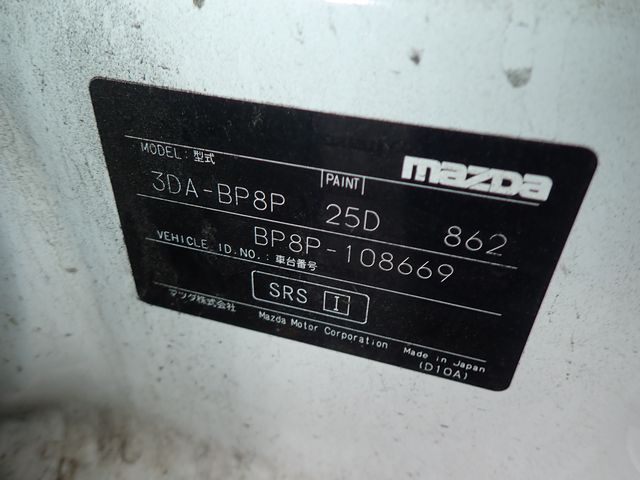 MODEL:型式
mazda
3DA-BP8P
PAINT
25D
862
VEHICLE ID.NO.:車台番号
BP8P-108669
SRS I
マツダ株式会社
Mazda Motor Corporation
Made in Japan
(D10A)